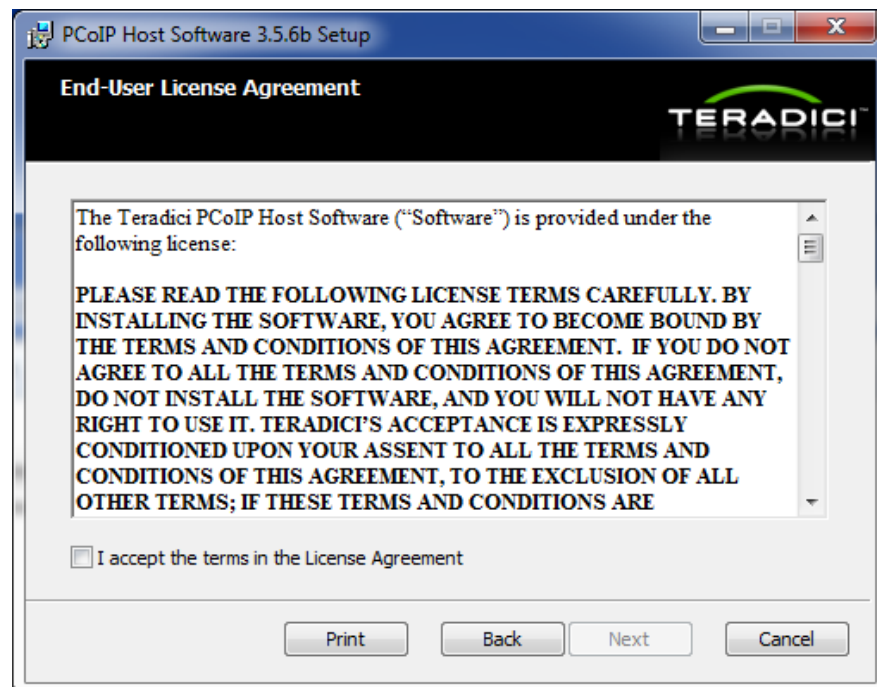 PCoIP Host Software 3.5.6b Setup
End-User License Agreement
TERADICI™
The Teradici PCoIP Host Software (“Software”) is provided under the
following license:
PLEASE READ THE FOLLOWING LICENSE TERMS CAREFULLY. BY
INSTALLING THE SOFTWARE, YOU AGREE TO BECOME BOUND BY
THE TERMS AND CONDITIONS OF THIS AGREEMENT.  IF YOU DO NOT
AGREE TO ALL THE TERMS AND CONDITIONS OF THIS AGREEMENT,
DO NOT INSTALL THE SOFTWARE, AND YOU WILL NOT HAVE ANY
RIGHT TO USE IT. TERADICI’S ACCEPTANCE IS EXPRESSLY
CONDITIONED UPON YOUR ASSENT TO ALL THE TERMS AND
CONDITIONS OF THIS AGREEMENT, TO THE EXCLUSION OF ALL
OTHER TERMS; IF THESE TERMS AND CONDITIONS ARE
I accept the terms in the License Agreement
Print Back Next Cancel